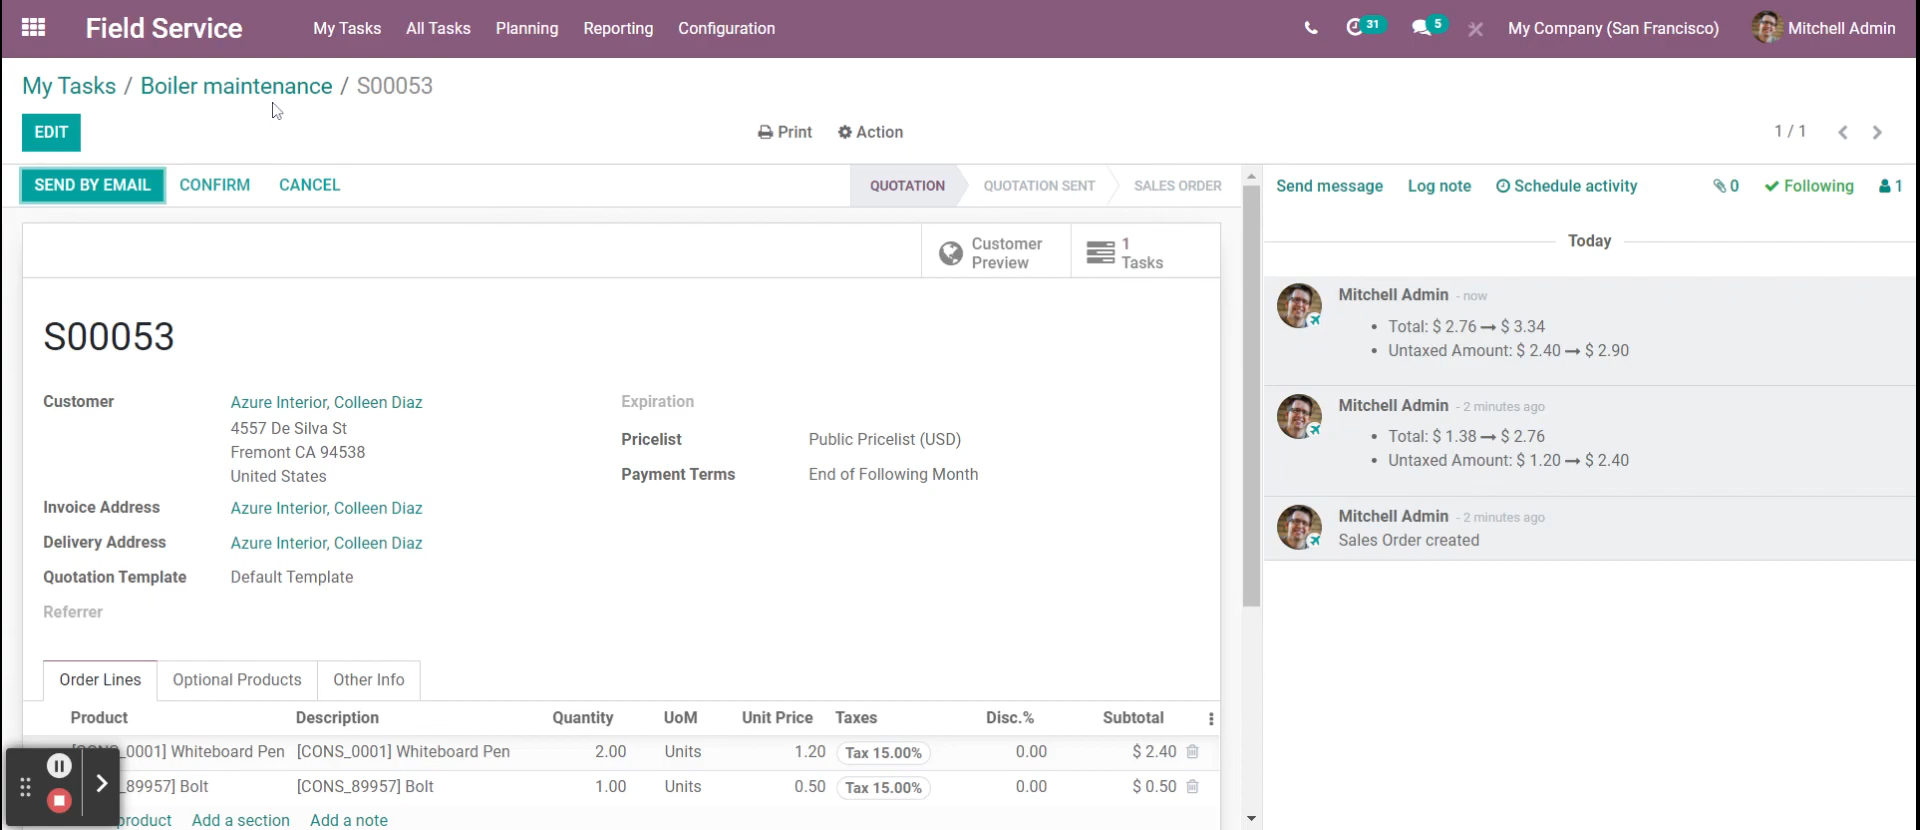 Field Service My Tasks All Tasks Planning Reporting Configuration 31 5 My Company (San Francisco) Mitchell Admin
My Tasks / Boiler maintenance / S00053
EDIT Print Action 1 / 1
SEND BY EMAIL CONFIRM CANCEL QUOTATION QUOTATION SENT SALES ORDER
Customer Preview
1 Tasks
S00053
Customer Azure Interior, Colleen Diaz
4557 De Silva St
Fremont CA 94538
United States
Invoice Address Azure Interior, Colleen Diaz
Delivery Address Azure Interior, Colleen Diaz
Quotation Template Default Template
Referrer
Expiration
Pricelist Public Pricelist (USD)
Payment Terms End of Following Month
Order Lines Optional Products Other Info
Product Description Quantity UoM Unit Price Taxes Disc.% Subtotal
[CONS_0001] Whiteboard Pen [CONS_0001] Whiteboard Pen 2.00 Units 1.20 Tax 15.00% 0.00 $ 2.40
_89957] Bolt [CONS_89957] Bolt 1.00 Units 0.50 Tax 15.00% 0.00 $ 0.50
product Add a section Add a note
Send message Log note Schedule activity 0 Following 1
Today
Mitchell Admin - now
• Total: $ 2.76 → $ 3.34
• Untaxed Amount: $ 2.40 → $ 2.90
Mitchell Admin - 2 minutes ago
• Total: $ 1.38 → $ 2.76
• Untaxed Amount: $ 1.20 → $ 2.40
Mitchell Admin - 2 minutes ago
Sales Order created